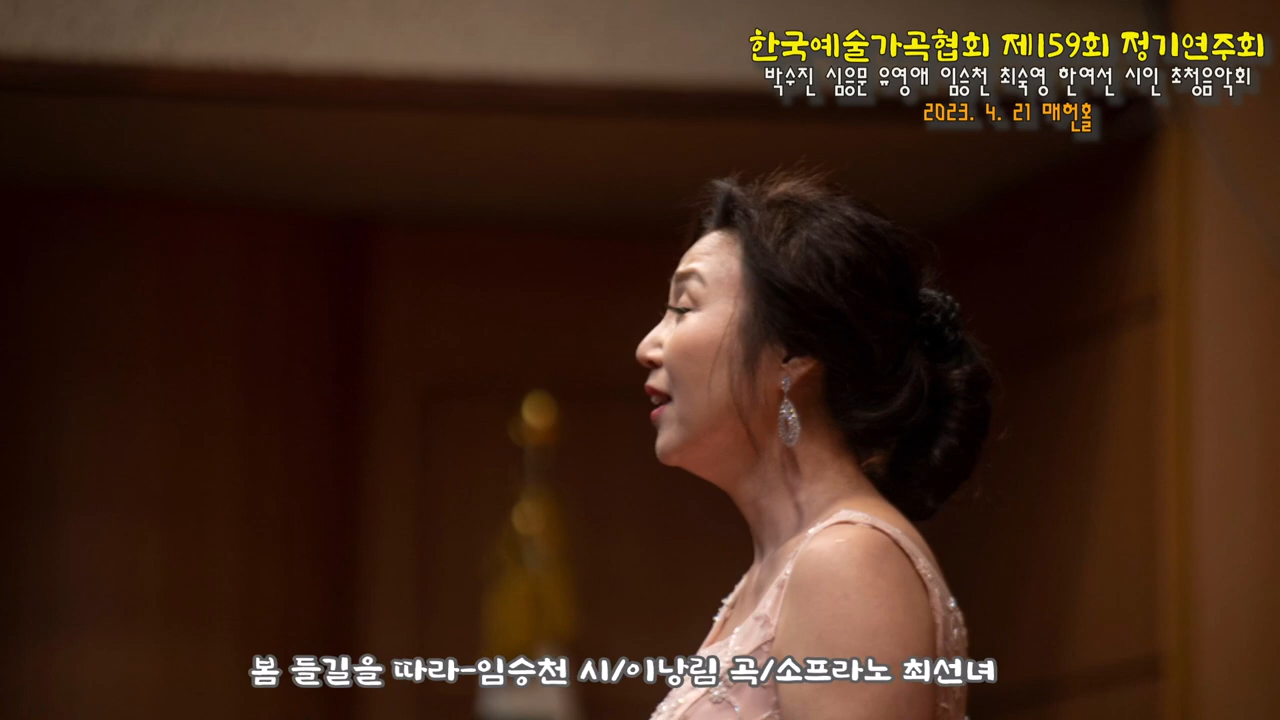 한국예술가곡협회 제159회 정기연주회
박수진 심응문 유영애 임승천 최숙영 한여선 시인 초청음악회
2023. 4. 21 매헌홀
봄 들길을 따라-임승천 시/이낭림 곡/소프라노 최선녀